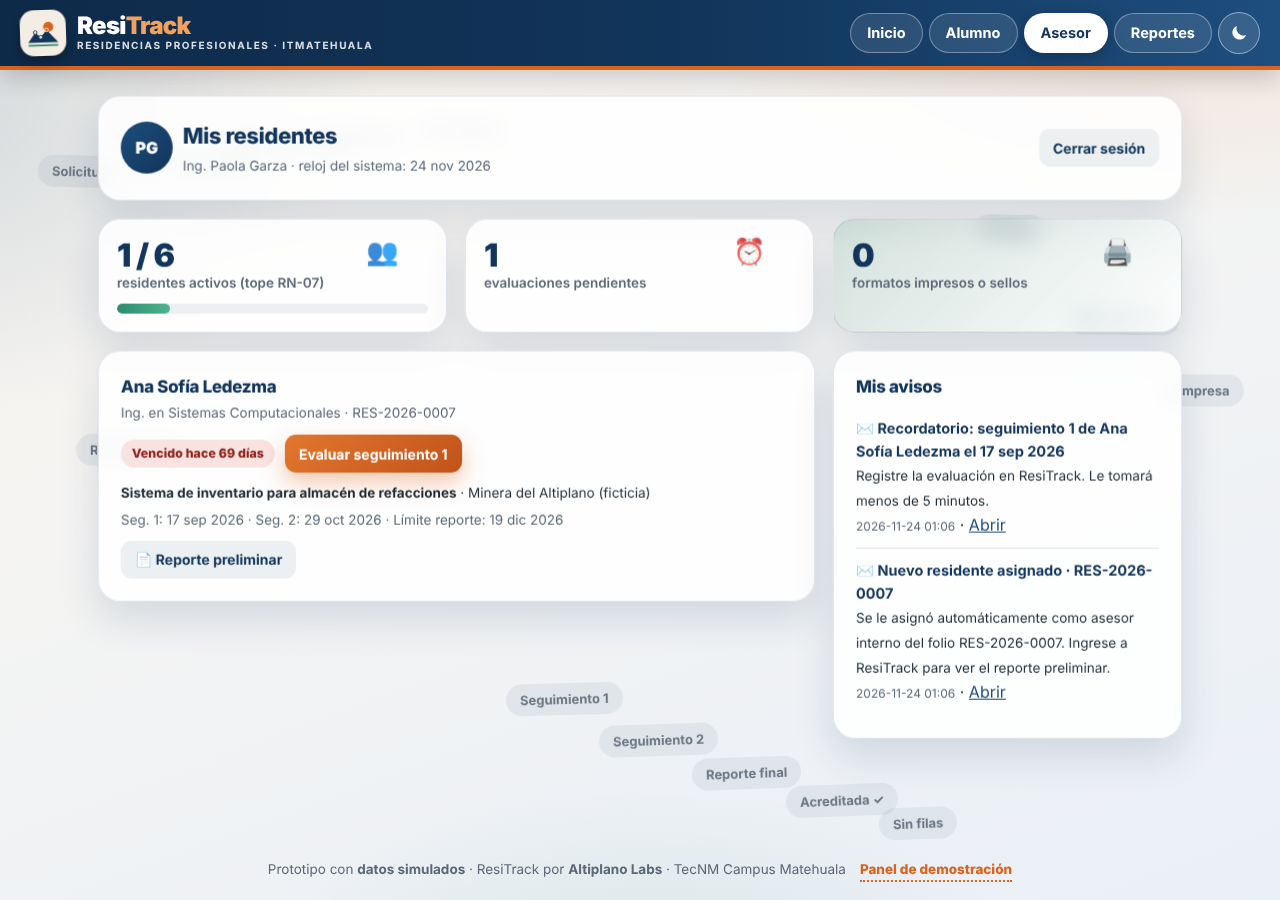 ResiTrack
RESIDENCIAS PROFESIONALES · ITMATEHUALA
Inicio
Alumno
Asesor
Reportes
PG
Mis residentes
Ing. Paola Garza · reloj del sistema: 24 nov 2026
Cerrar sesión
Solicitu
1/6
residentes activos (tope RN-07)
1
evaluaciones pendientes
0
formatos impresos o sellos
Ana Sofía Ledezma
Ing. en Sistemas Computacionales · RES-2026-0007
Vencido hace 69 días
Evaluar seguimiento 1
Sistema de inventario para almacén de refacciones · Minera del Altiplano (ficticia)
Seg. 1: 17 sep 2026 · Seg. 2: 29 oct 2026 · Límite reporte: 19 dic 2026
📄 Reporte preliminar
R
Mis avisos
✉️ Recordatorio: seguimiento 1 de Ana
Sofía Ledezma el 17 sep 2026
Registre la evaluación en ResiTrack. Le tomará
menos de 5 minutos.
2026-11-24 01:06 · Abrir
✉️ Nuevo residente asignado · RES-2026-
0007
Se le asignó automáticamente como asesor
interno del folio RES-2026-0007. Ingrese a
ResiTrack para ver el reporte preliminar.
2026-11-24 01:06 · Abrir
mpresa
Seguimiento 1
Seguimiento 2
Reporte final
Acreditada ✓
Sin filas
Prototipo con datos simulados · ResiTrack por Altiplano Labs · TecNM Campus Matehuala
Panel de demostración